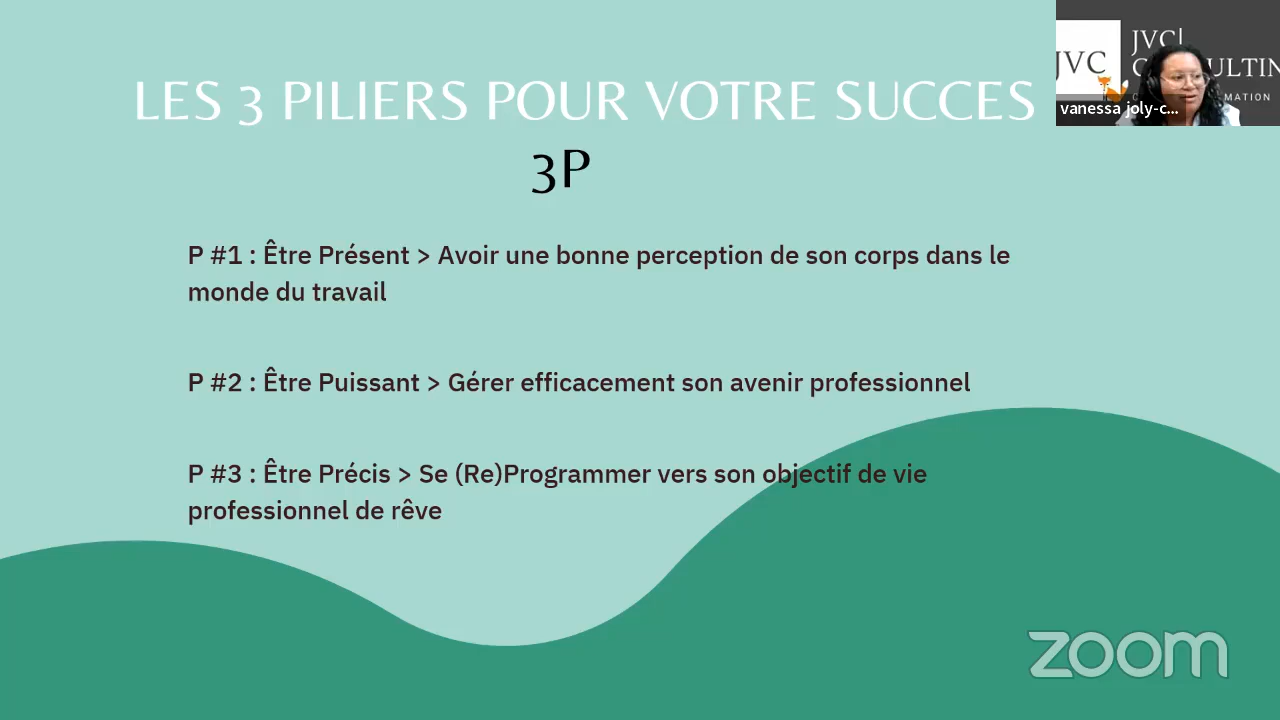 LES 3 PILIERS POUR VOTRE SUCCES
3P
P #1 : Être Présent > Avoir une bonne perception de son corps dans le
monde du travail
P #2 : Être Puissant > Gérer efficacement son avenir professionnel
P #3 : Être Précis > Se (Re)Programmer vers son objectif de vie
professionnel de rêve
JVC
JVC|
vanessa joly-c...
zoom